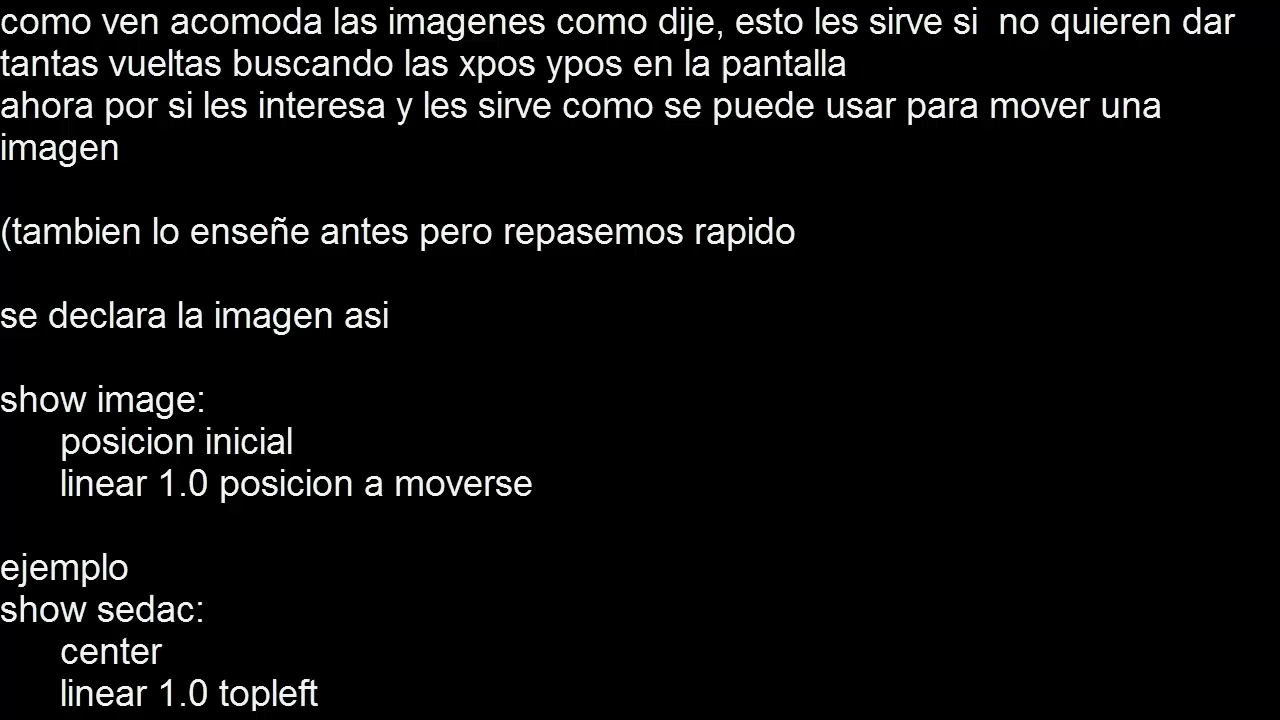 como ven acomoda las imagenes como dije, esto les sirve si  no quieren dar
tantas vueltas buscando las xpos ypos en la pantalla
ahora por si les interesa y les sirve como se puede usar para mover una
imagen
(tambien lo enseñe antes pero repasemos rapido
se declara la imagen asi
show image:
posicion inicial
linear 1.0 posicion a moverse
ejemplo
show sedac:
center
linear 1.0 topleft